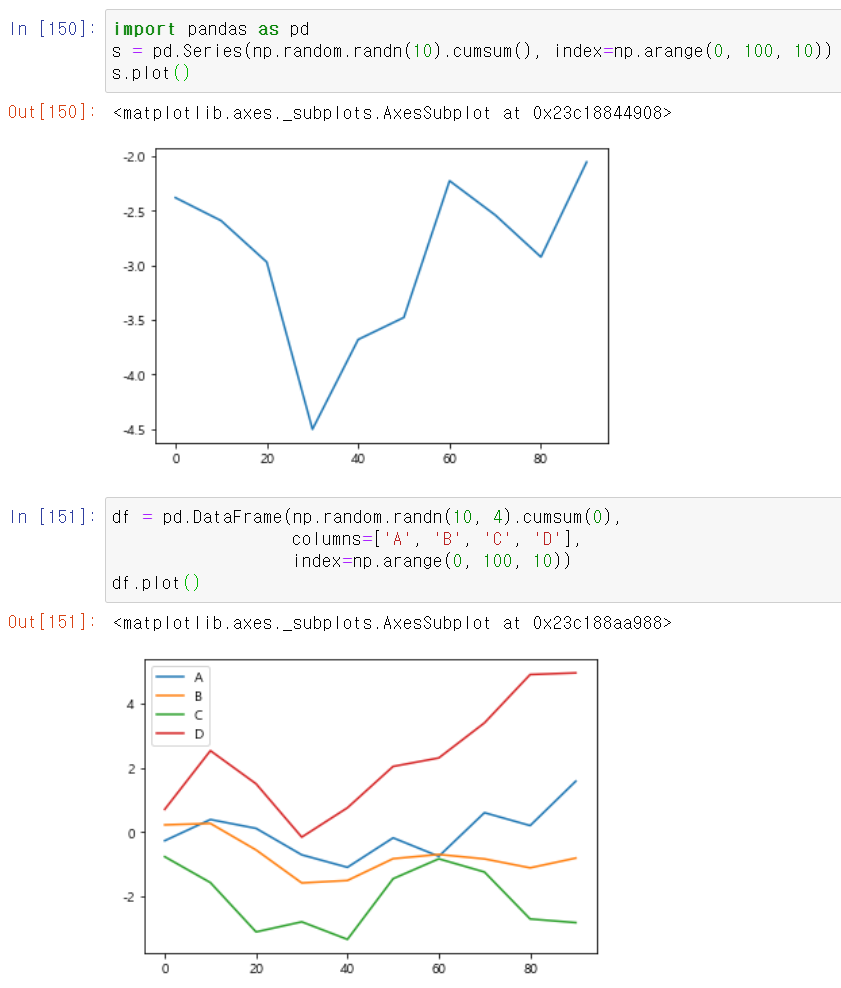 In [150]: import pandas as pd
s = pd.Series(np.random.randn(10).cumsum(), index=np.arange(0, 100, 10))
s.plot()
Out[150]: <matplotlib.axes._subplots.AxesSubplot at 0x23c18844908>
-2.0
-2.5
-3.0
-3.5
-4.0
-4.5
0 20 40 60 80
In [151]: df = pd.DataFrame(np.random.randn(10, 4).cumsum(0),
columns=['A', 'B', 'C', 'D'],
index=np.arange(0, 100, 10))
df.plot()
Out[151]: <matplotlib.axes._subplots.AxesSubplot at 0x23c188aa988>
A
B
C
D
4
2
0
-2
0 20 40 60 80